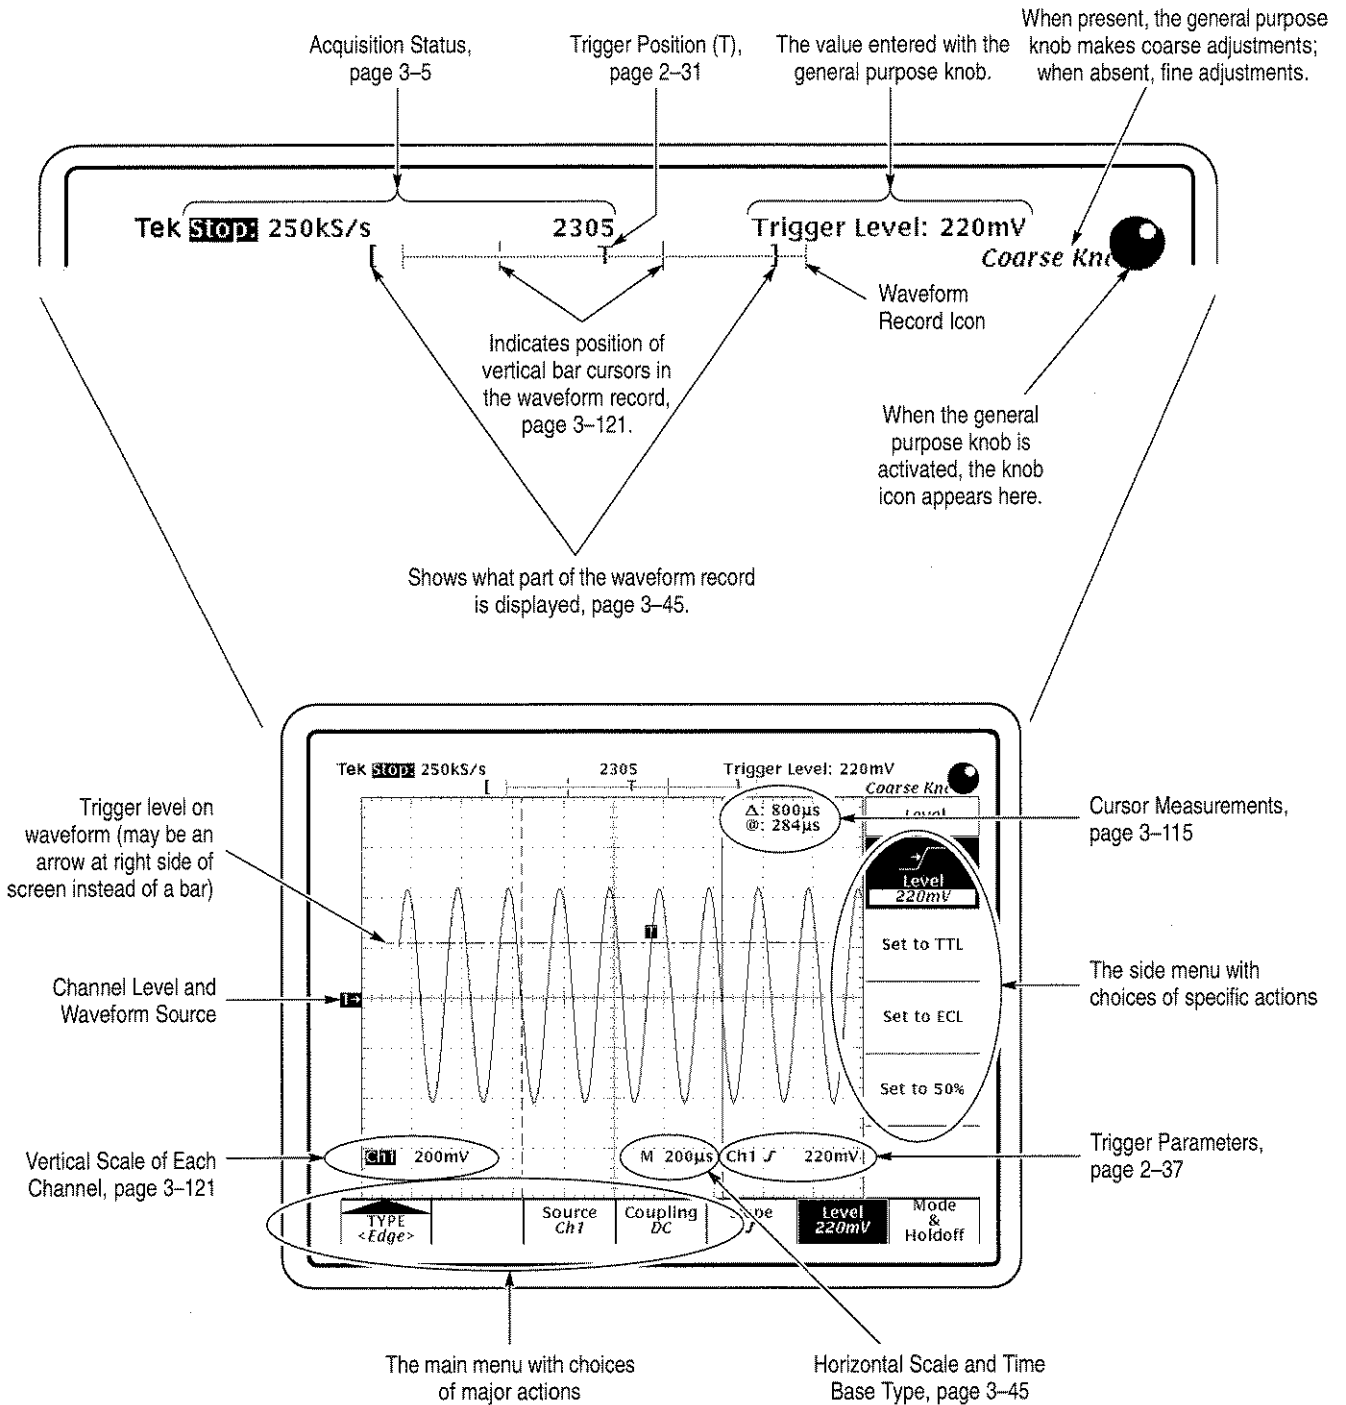 Acquisition Status,
page 3–5
Trigger Position (T),
page 2–31
The value entered with the
general purpose knob.
When present, the general purpose
knob makes coarse adjustments;
when absent, fine adjustments.
Tek Stop: 250kS/s
2305
Trigger Level: 220mV
T
Coarse Kn
Waveform
Record Icon
Indicates position of
vertical bar cursors in
the waveform record,
page 3–121.
When the general
purpose knob is
activated, the knob
icon appears here.
Shows what part of the waveform record
is displayed, page 3–45.
Tek Stop: 250kS/s
2305
Trigger Level: 220mV
T
Coarse Kn
Δ: 800µs
@: 284µs
Level
Level
220mV
Set to TTL
Set to ECL
Set to 50%
T
1→
Ch1 200mV
M 200µs
Ch1 220mV
TYPE
<Edge>
Source
Ch1
Coupling
DC
pe
Level
220mV
Mode
&
Holdoff
Trigger level on
waveform (may be an
arrow at right side of
screen instead of a bar)
Channel Level and
Waveform Source
Vertical Scale of Each
Channel, page 3–121
Cursor Measurements,
page 3–115
The side menu with
choices of specific actions
Trigger Parameters,
page 2–37
The main menu with choices
of major actions
Horizontal Scale and Time
Base Type, page 3–45